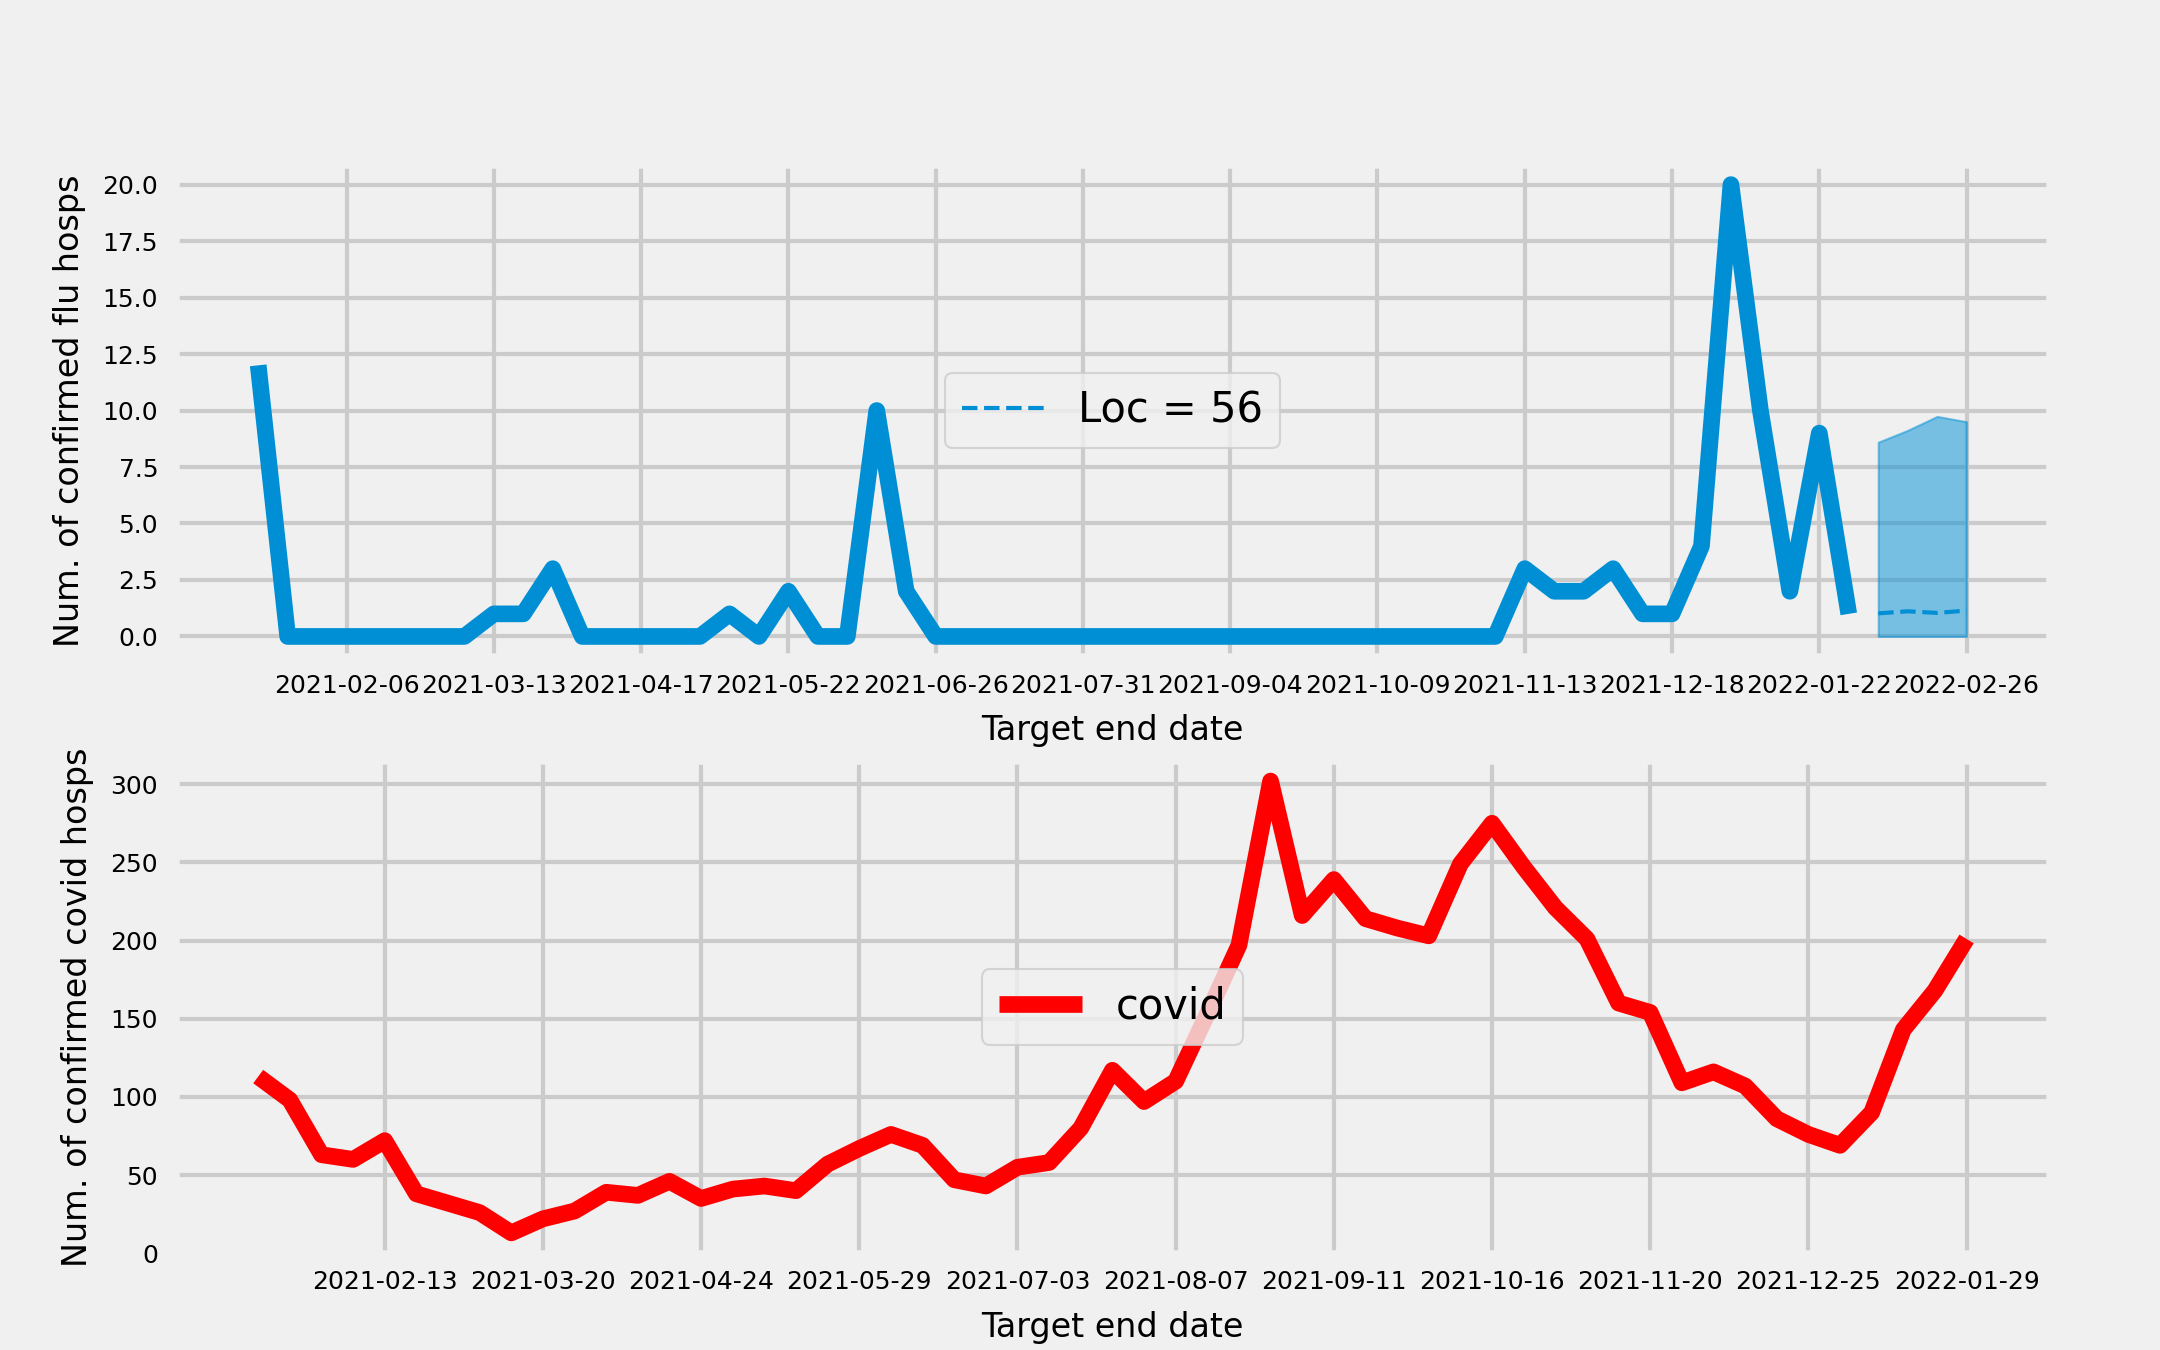 Num. of confirmed flu hosps
20.0
17.5
15.0
12.5
10.0
7.5
5.0
2.5
0.0
Loc = 56
2021-02-06 2021-03-13 2021-04-17 2021-05-22 2021-06-26 2021-07-31 2021-09-04 2021-10-09 2021-11-13 2021-12-18 2022-01-22 2022-02-26
Target end date
Num. of confirmed covid hosps
300
250
200
150
100
50
0
covid
2021-02-13 2021-03-20 2021-04-24 2021-05-29 2021-07-03 2021-08-07 2021-09-11 2021-10-16 2021-11-20 2021-12-25 2022-01-29
Target end date